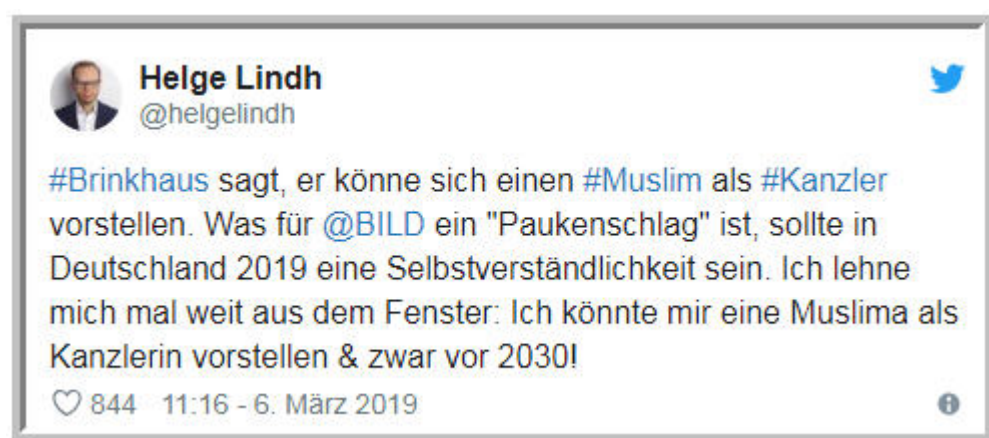 Helge Lindh
@helgelindh
#Brinkhaus sagt, er könne sich einen #Muslim als #Kanzler
vorstellen. Was für @BILD ein "Paukenschlag" ist, sollte in
Deutschland 2019 eine Selbstverständlichkeit sein. Ich lehne
mich mal weit aus dem Fenster: Ich könnte mir eine Muslima als
Kanzlerin vorstellen & zwar vor 2030!
844 11:16 - 6. März 2019